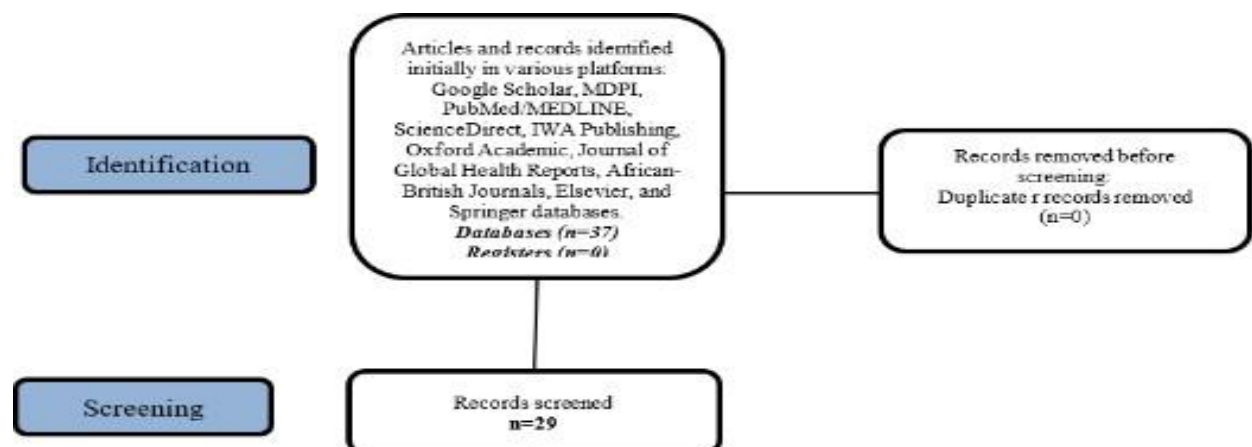 Articles and records identified
initially in various platforms:
Google Scholar, MDPI,
PubMed/MEDLINE,
ScienceDirect, IWA Publishing,
Oxford Academic, Journal of
Global Health Reports, African-
British Journals, Elsevier, and
Springer databases.
Databases (n=37)
Registers (n=0)
Identification
Records removed before
screening:
Duplicate r records removed
(n=0)
Screening
Records screened
n=29